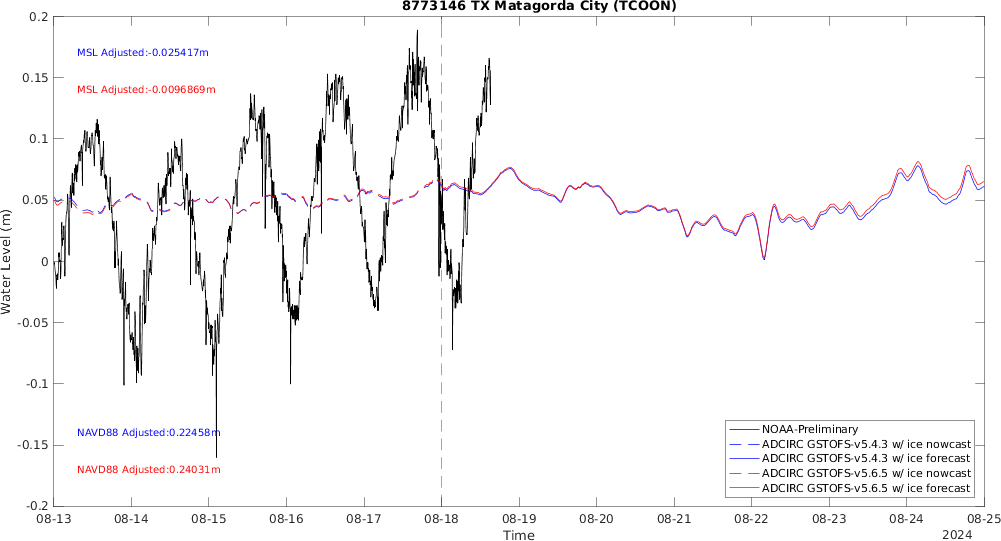 8773146 TX Matagorda City (TCOON)
0.2
0.15
0.1
0.05
0
-0.05
-0.1
-0.15
-0.2
Water Level (m)
MSL Adjusted:-0.025417m
MSL Adjusted:-0.0096869m
NAVD88 Adjusted:0.22458m
NAVD88 Adjusted:0.24031m
NOAA-Preliminary
ADCIRC GSTOFS-v5.4.3 w/ ice nowcast
ADCIRC GSTOFS-v5.4.3 w/ ice forecast
ADCIRC GSTOFS-v5.6.5 w/ ice nowcast
ADCIRC GSTOFS-v5.6.5 w/ ice forecast
08-13 08-14 08-15 08-16 08-17 08-18 08-19 08-20 08-21 08-22 08-23 08-24 08-25
Time
2024